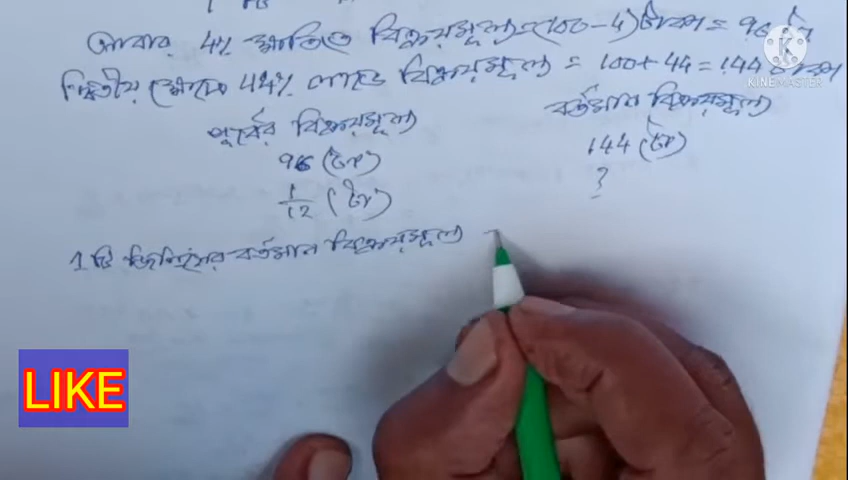 আবার 4% ক্ষতিতে বিক্রয়মূল্য = (100 - 4) টাকা = 96 টা
দ্বিতীয় ক্ষেত্রে 44% লাভে বিক্রয়মূল্য = 100 + 44 = 144 টাকা
পূর্বের বিক্রয়মূল্য
বর্তমান বিক্রয়মূল্য
96 (টা)
144 (টা)
1/12 (টা)
?
1 টি জিনিসের বর্তমান বিক্রয়মূল্য
KINEMASTER
LIKE